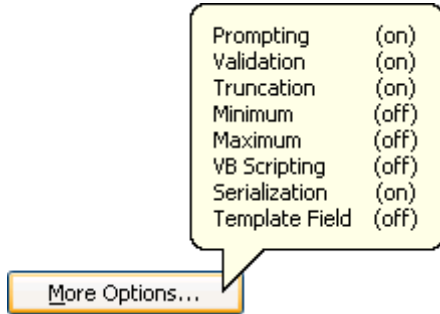 Prompting (on)
Validation (on)
Truncation (on)
Minimum (off)
Maximum (off)
VB Scripting (off)
Serialization (on)
Template Field (off)
More Options...